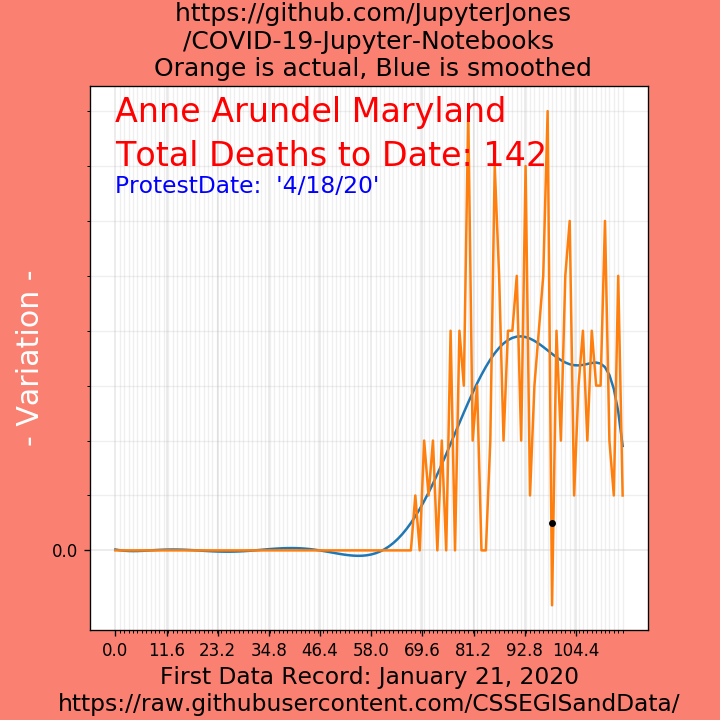 https://github.com/JupyterJones
/COVID-19-Jupyter-Notebooks
Orange is actual, Blue is smoothed
Anne Arundel Maryland
Total Deaths to Date: 142
ProtestDate:  '4/18/20'
- Variation -
0.0
0.0 11.6 23.2 34.8 46.4 58.0 69.6 81.2 92.8 104.4
First Data Record: January 21, 2020
https://raw.githubusercontent.com/CSSEGISandData/